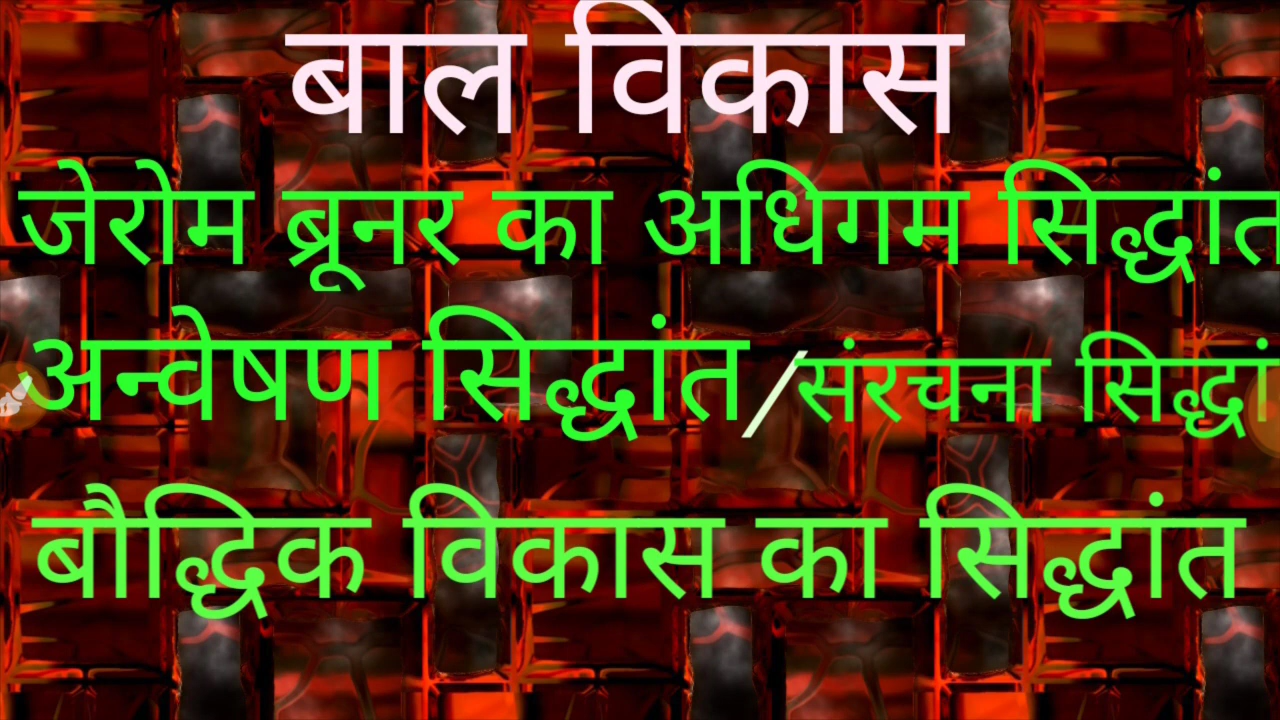 बाल विकास
जेरोम ब्रूनर का अधिगम सिद्धांत
अन्वेषण सिद्धांत/संरचना सिद्धां
बौद्धिक विकास का सिद्धांत